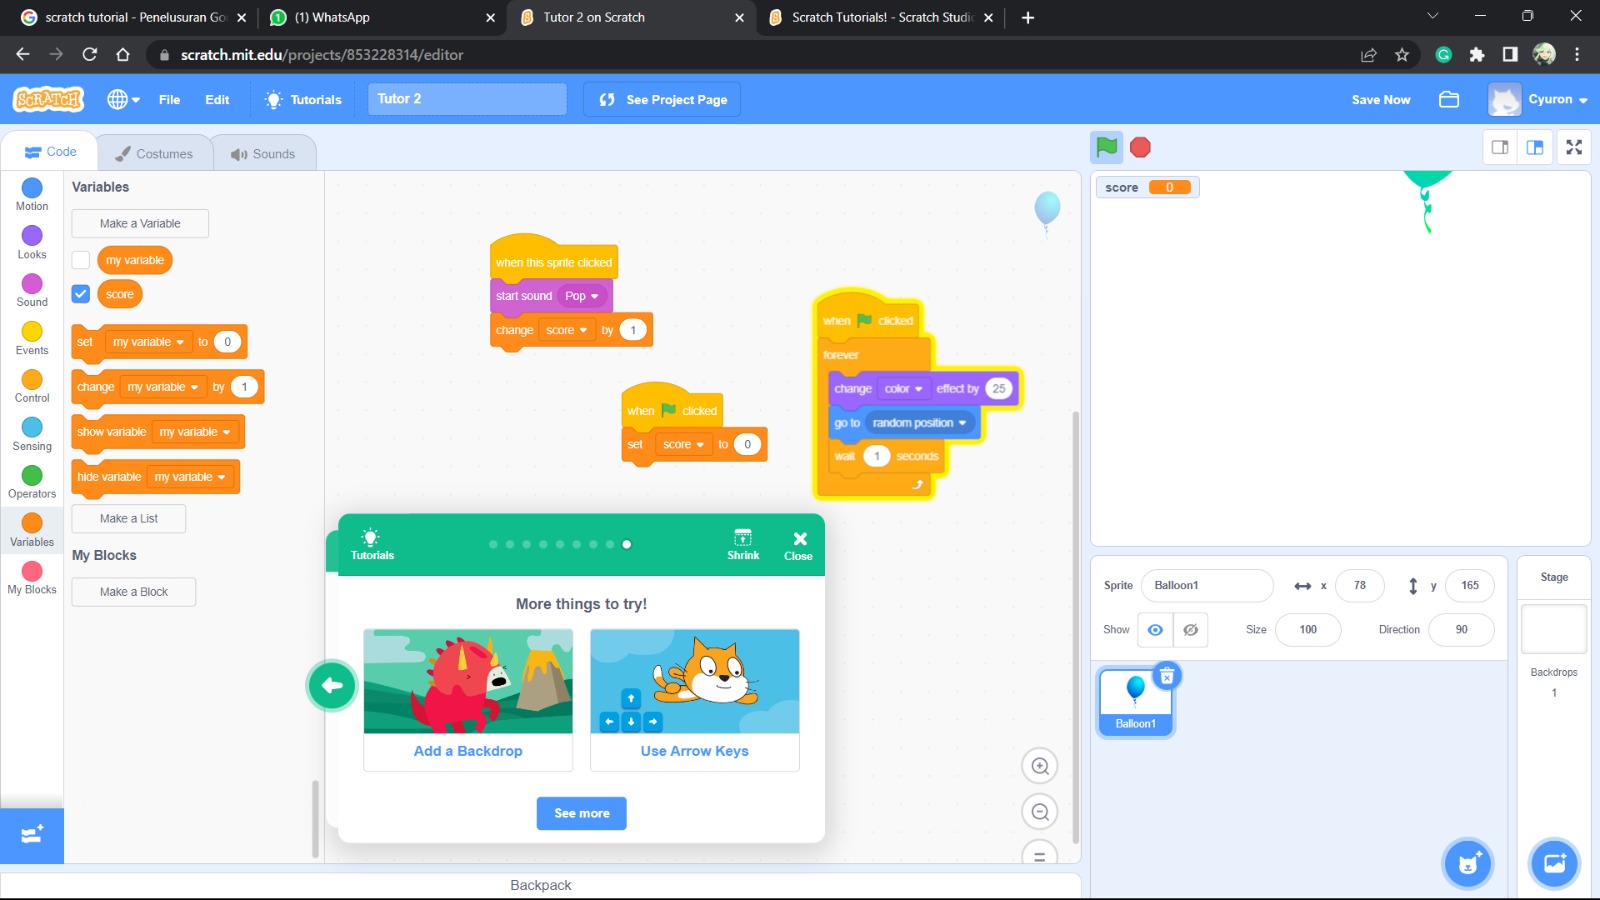 scratch tutorial - Penelusuran Go
(1) WhatsApp
Tutor 2 on Scratch
Scratch Tutorials! - Scratch Studi
scratch.mit.edu/projects/853228314/editor
SCRATCH
File
Edit
Tutorials
Tutor 2
See Project Page
Save Now
Cyuron
Code
Costumes
Sounds
Motion
Looks
Sound
Events
Control
Sensing
Operators
Variables
My Blocks
Variables
Make a Variable
my variable
score
set my variable to 0
change my variable by 1
show variable my variable
hide variable my variable
Make a List
My Blocks
Make a Block
when this sprite clicked
start sound Pop
change score by 1
when clicked
set score to 0
when clicked
forever
change color effect by 25
go to random position
wait 1 seconds
Tutorials
Shrink
Close
More things to try!
Add a Backdrop
Use Arrow Keys
See more
Backpack
score 0
Sprite Balloon1 x 78 y 165
Show Size 100 Direction 90
Balloon1
Stage
Backdrops
1